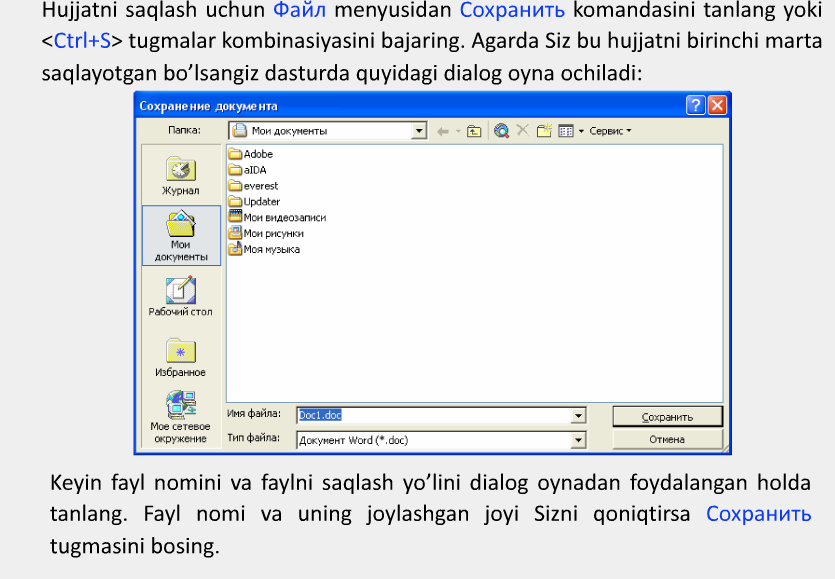 Hujjatni saqlash uchun Файл menyusidan Сохранить komandasini tanlang yoki
<Ctrl+S> tugmalar kombinasiyasini bajaring. Agarda Siz bu hujjatni birinchi marta
saqlayotgan bo’lsangiz dasturda quyidagi dialog oyna ochiladi:
Сохранение документа
Папка:
Мои документы
Сервис
Журнал
Мои
документы
Рабочий стол
Избранное
Мое сетевое
окружение
Adobe
aIDA
everest
Updater
Мои видеозаписи
Мои рисунки
Моя музыка
Имя файла:
Doc1.doc
Сохранить
Тип файла:
Документ Word (*.doc)
Отмена
Keyin fayl nomini va faylni saqlash yo’lini dialog oynadan foydalangan holda
tanlang. Fayl nomi va uning joylashgan joyi Sizni qoniqtirsa Сохранить
tugmasini bosing.